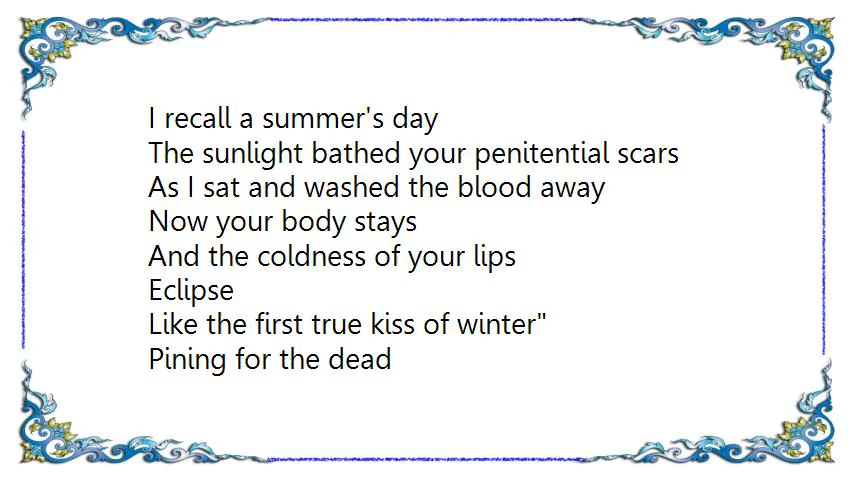 I recall a summer's day
The sunlight bathed your penitential scars
As I sat and washed the blood away
Now your body stays
And the coldness of your lips
Eclipse
Like the first true kiss of winter"
Pining for the dead